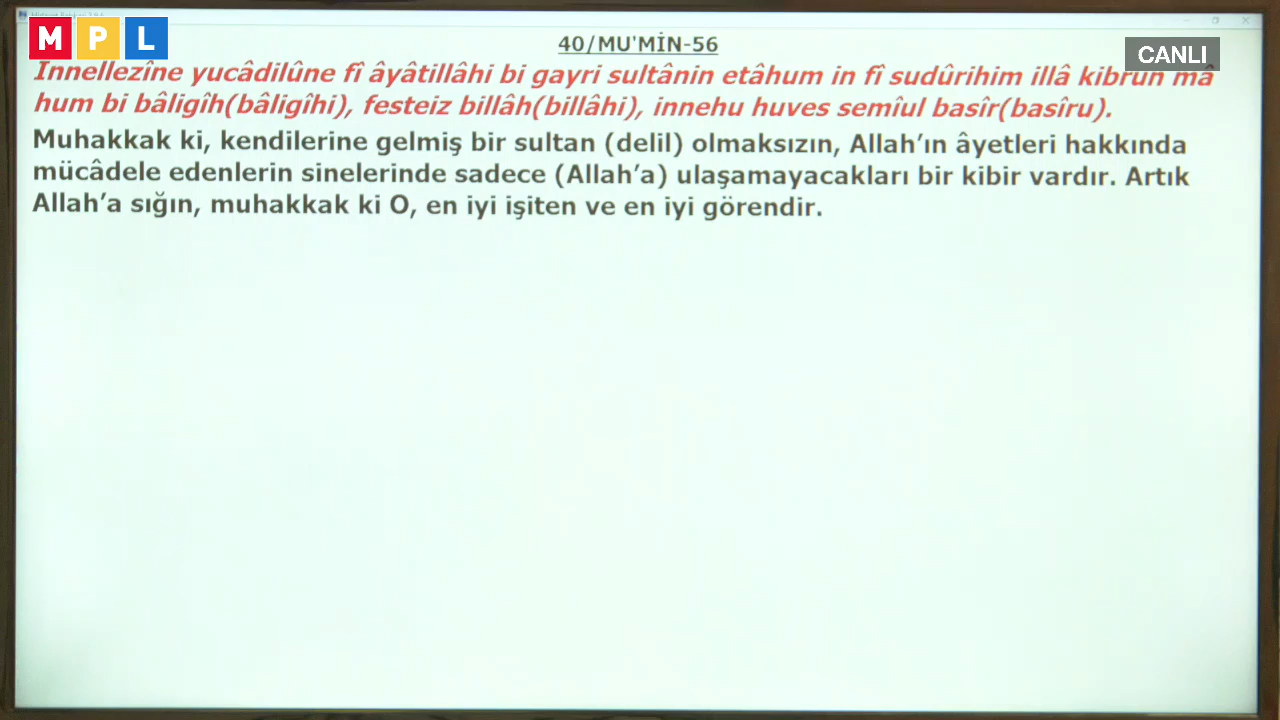 MPL
CANLI
40/MU'MİN-56
İnnellezîne yucâdilûne fî âyâtillâhi bi gayri sultânin etâhum in fî sudûrihim illâ kibrun mâ
hum bi bâligîh(bâligîhi), festeiz billâh(billâhi), innehu huves semîul basîr(basîru).
Muhakkak ki, kendilerine gelmiş bir sultan (delil) olmaksızın, Allah’ın âyetleri hakkında
mücâdele edenlerin sinelerinde sadece (Allah’a) ulaşamayacakları bir kibir vardır. Artık
Allah’a sığın, muhakkak ki O, en iyi işiten ve en iyi görendir.